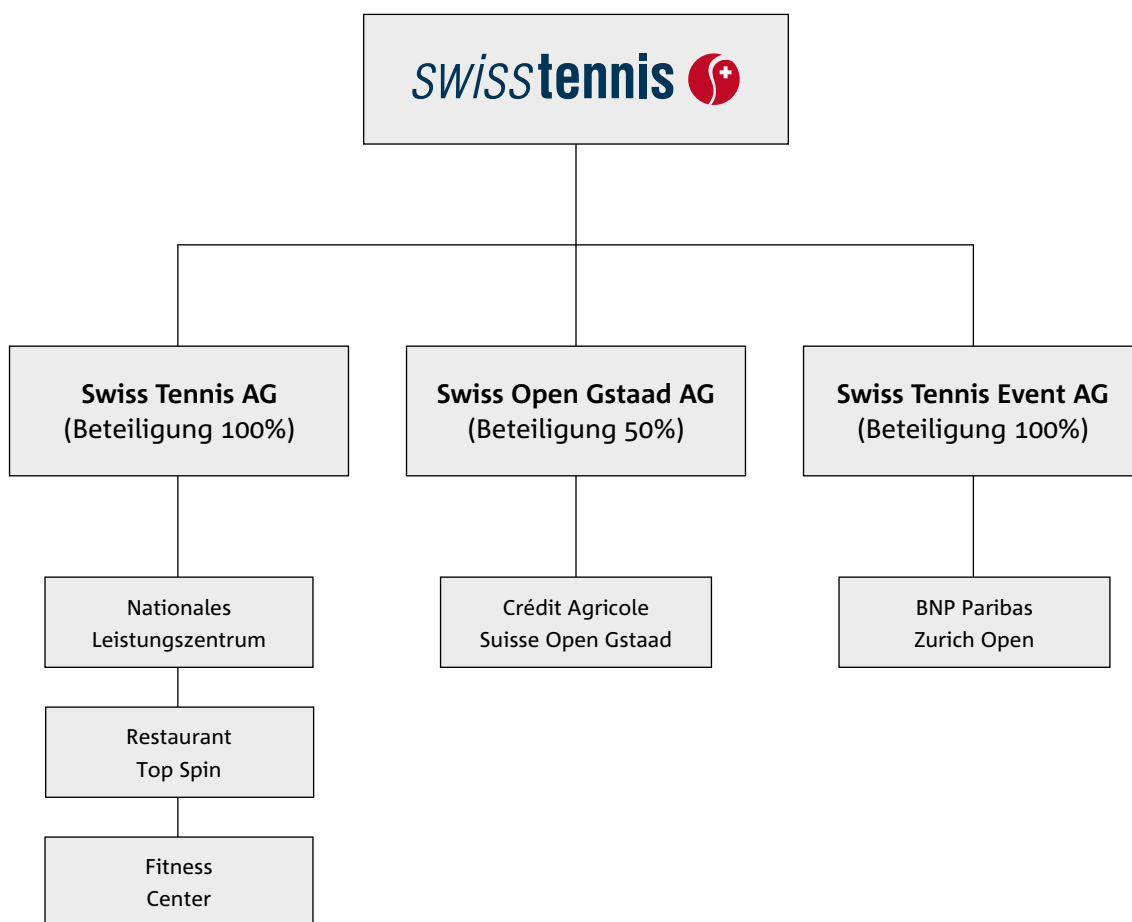 swisstennis
Swiss Tennis AG
(Beteiligung 100%)
Swiss Open Gstaad AG
(Beteiligung 50%)
Swiss Tennis Event AG
(Beteiligung 100%)
Nationales
Leistungszentrum
Crédit Agricole
Suisse Open Gstaad
BNP Paribas
Zurich Open
Restaurant
Top Spin
Fitness
Center